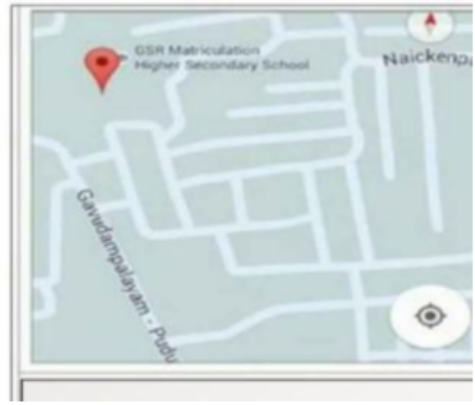 GSR Matriculation
Higher Secondary School
Naickenpa
Gavudampalayam - Pudu